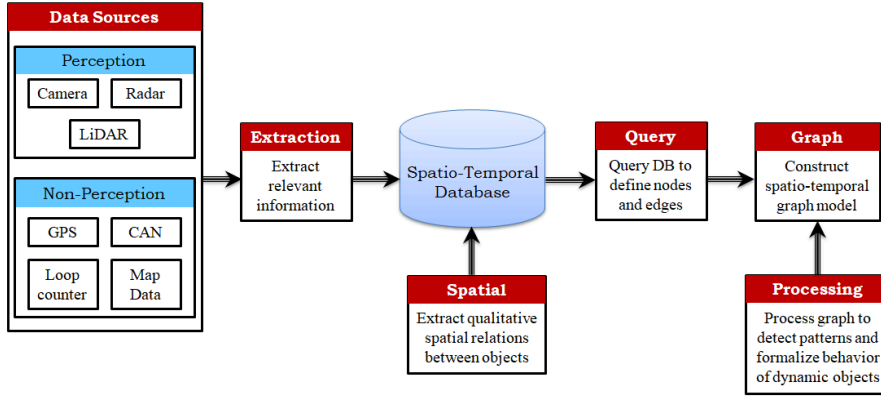 Data Sources
Perception
Camera
Radar
LiDAR
Non-Perception
GPS
CAN
Loop
counter
Map
Data
Extraction
Extract
relevant
information
Spatio-Temporal
Database
Spatial
Extract qualitative
spatial relations
between objects
Query
Query DB to
define nodes
and edges
Graph
Construct
spatio-temporal
graph model
Processing
Process graph to
detect patterns and
formalize behavior
of dynamic objects